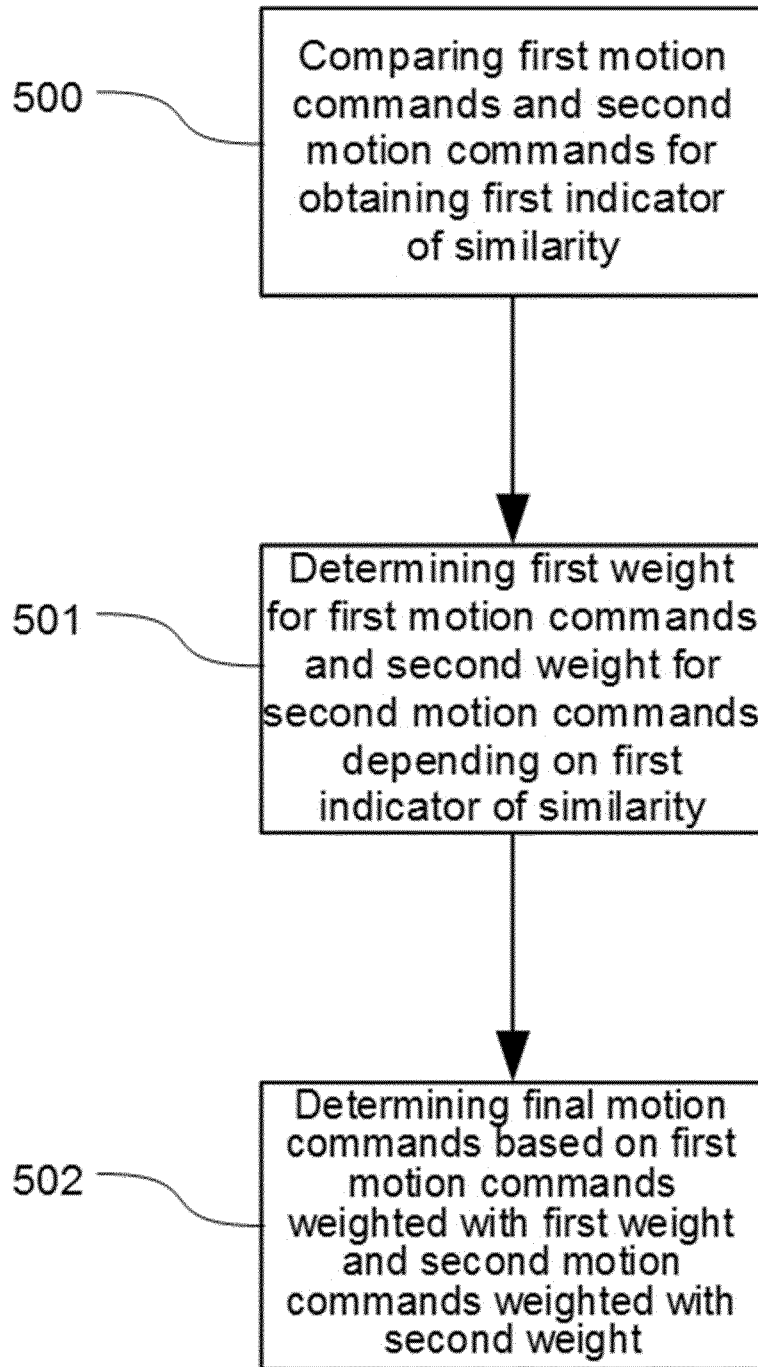 500
Comparing first motion
commands and second
motion commands for
obtaining first indicator
of similarity
501
Determining first weight
for first motion commands
and second weight for
second motion commands
depending on first
indicator of similarity
502
Determining final motion
commands based on first
motion commands
weighted with first weight
and second motion
commands weighted with
second weight